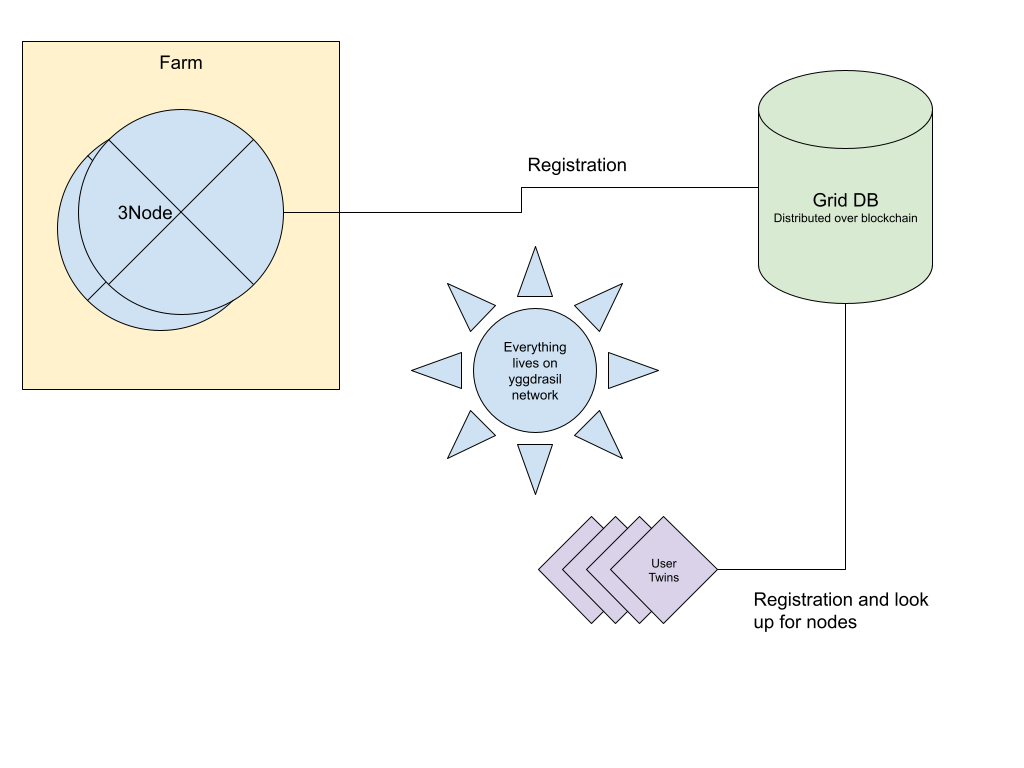 Farm
Registration
3Node
Grid DB
Distributed over blockchain
Everything
lives on
yggdrasil
network
User
Twins
Registration and look
up for nodes